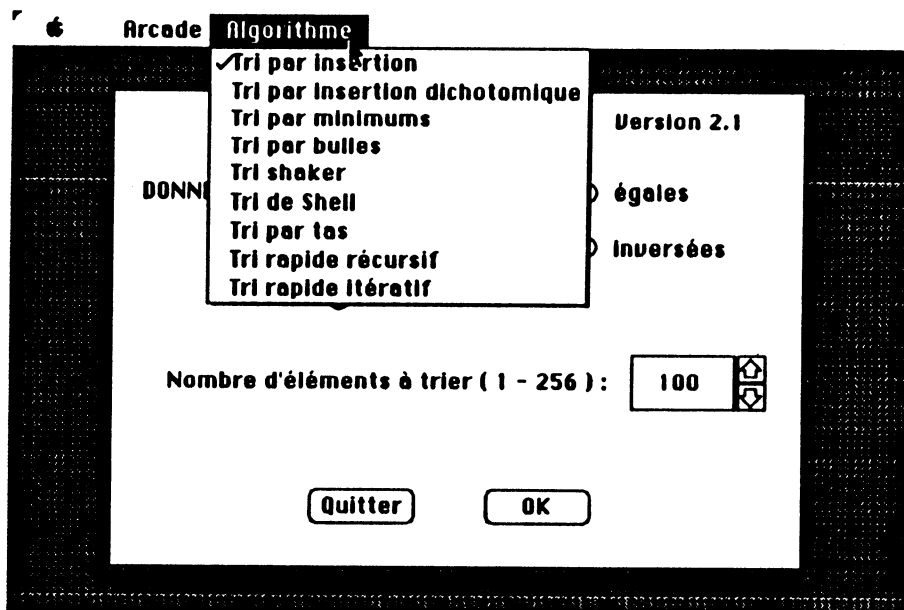 Arcade Algorithme
✓Tri par insertion
Tri par insertion dichotomique
Tri par minimums
Tri par bulles
Tri shaker
Tri de Shell
Tri par tas
Tri rapide récursif
Tri rapide itératif
Version 2.1
DONNÉ
égales
inversées
Nombre d'éléments à trier ( 1 - 256 ) :
100
Quitter
OK